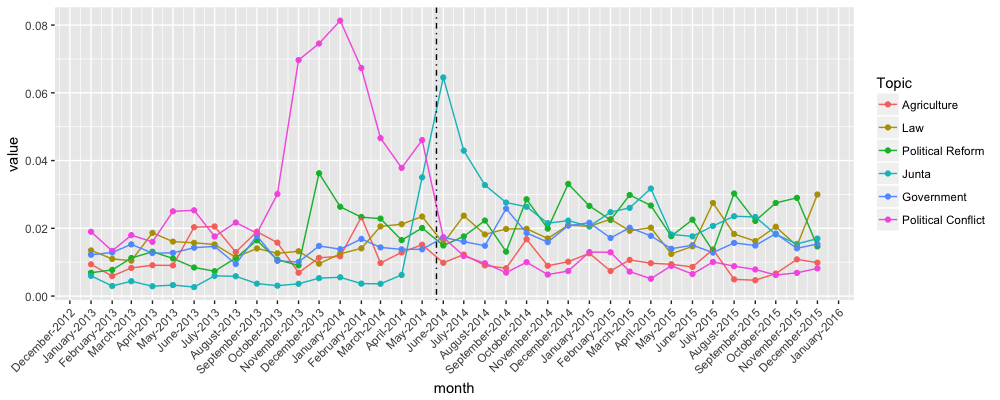 0.08
0.06
0.04
0.02
0.00
value
December-2012
January-2013
February-2013
March-2013
April-2013
May-2013
June-2013
July-2013
August-2013
September-2013
October-2013
November-2013
December-2013
January-2014
February-2014
March-2014
April-2014
May-2014
June-2014
July-2014
August-2014
September-2014
October-2014
November-2014
December-2014
January-2015
February-2015
March-2015
April-2015
May-2015
June-2015
July-2015
August-2015
September-2015
October-2015
November-2015
December-2015
January-2016
month
Topic
Agriculture
Law
Political Reform
Junta
Government
Political Conflict